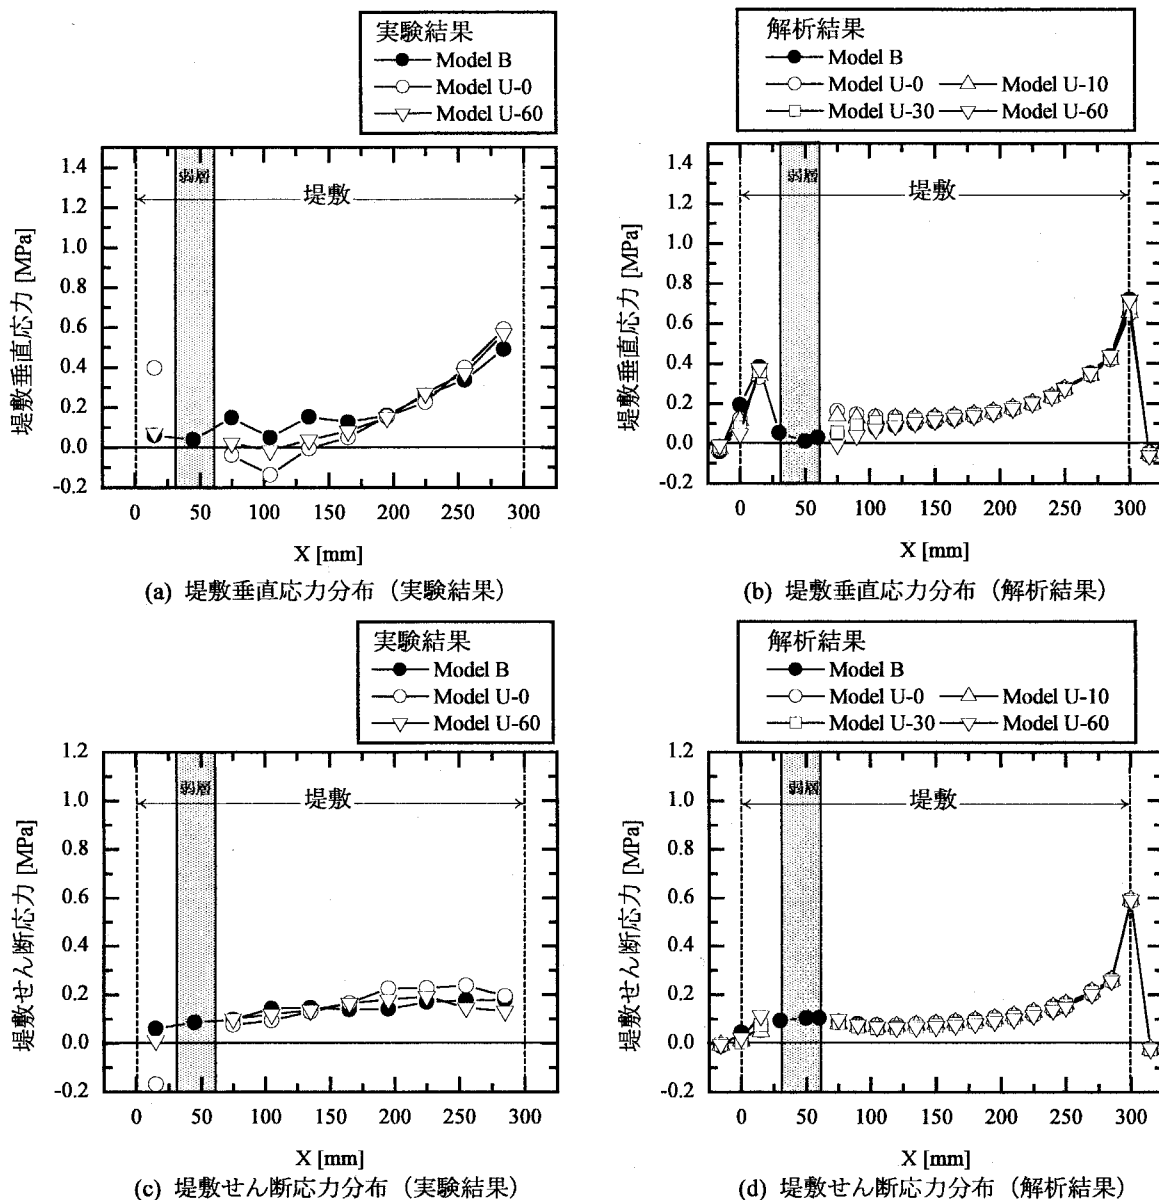 実験結果
Model B
Model U-0
Model U-60
堤敷垂直応力 [MPa]
1.4
1.2
1.0
0.8
0.6
0.4
0.2
0.0
-0.2
弱層
堤敷
0 50 100 150 200 250 300
X [mm]
(a) 堤敷垂直応力分布（実験結果）
解析結果
Model B
Model U-0 Model U-10
Model U-30 Model U-60
堤敷垂直応力 [MPa]
1.4
1.2
1.0
0.8
0.6
0.4
0.2
0.0
-0.2
弱層
堤敷
0 50 100 150 200 250 300
X [mm]
(b) 堤敷垂直応力分布（解析結果）
実験結果
Model B
Model U-0
Model U-60
堤敷せん断応力 [MPa]
1.2
1.0
0.8
0.6
0.4
0.2
0.0
-0.2
弱層
堤敷
0 50 100 150 200 250 300
X [mm]
(c) 堤敷せん断応力分布（実験結果）
解析結果
Model B
Model U-0 Model U-10
Model U-30 Model U-60
堤敷せん断応力 [MPa]
1.2
1.0
0.8
0.6
0.4
0.2
0.0
-0.2
弱層
堤敷
0 50 100 150 200 250 300
X [mm]
(d) 堤敷せん断応力分布（解析結果）